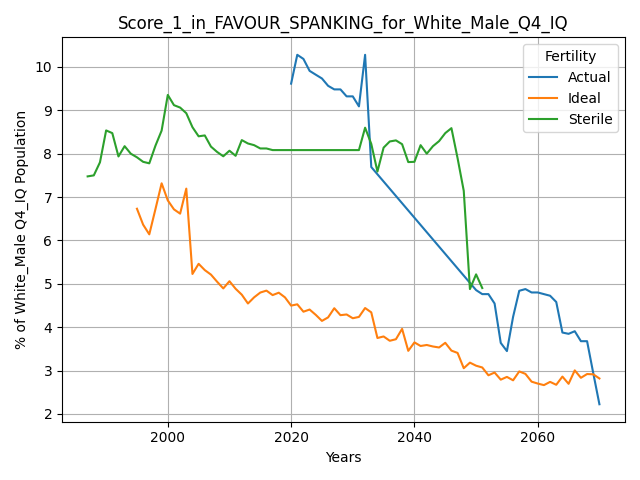 Score_1_in_FAVOUR_SPANKING_for_White_Male_Q4_IQ
Fertility
Actual
Ideal
Sterile
% of White_Male Q4_IQ Population
10
9
8
7
6
5
4
3
2
2000
2020
2040
2060
Years